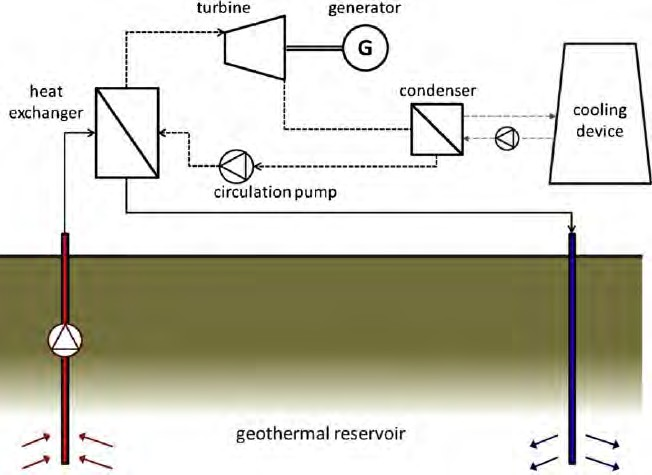 turbine
generator
G
heat
exchanger
condenser
cooling
device
circulation pump
geothermal reservoir